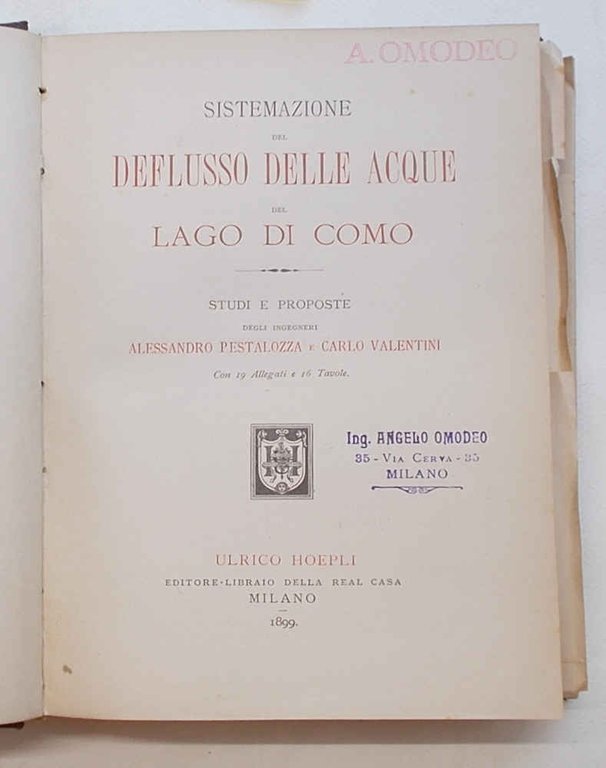 A. OMODEO
SISTEMAZIONE
DEL
DEFLUSSO DELLE ACQUE
DEL
LAGO DI COMO
STUDI E PROPOSTE
DEGLI INGEGNERI
ALESSANDRO PESTALOZZA E CARLO VALENTINI
Con 19 Allegati e 16 Tavole.
Ing. ANGELO OMODEO
35 - VIA CERVA - 35
MILANO
ULRICO HOEPLI
EDITORE-LIBRAIO DELLA REAL CASA
MILANO
1899.